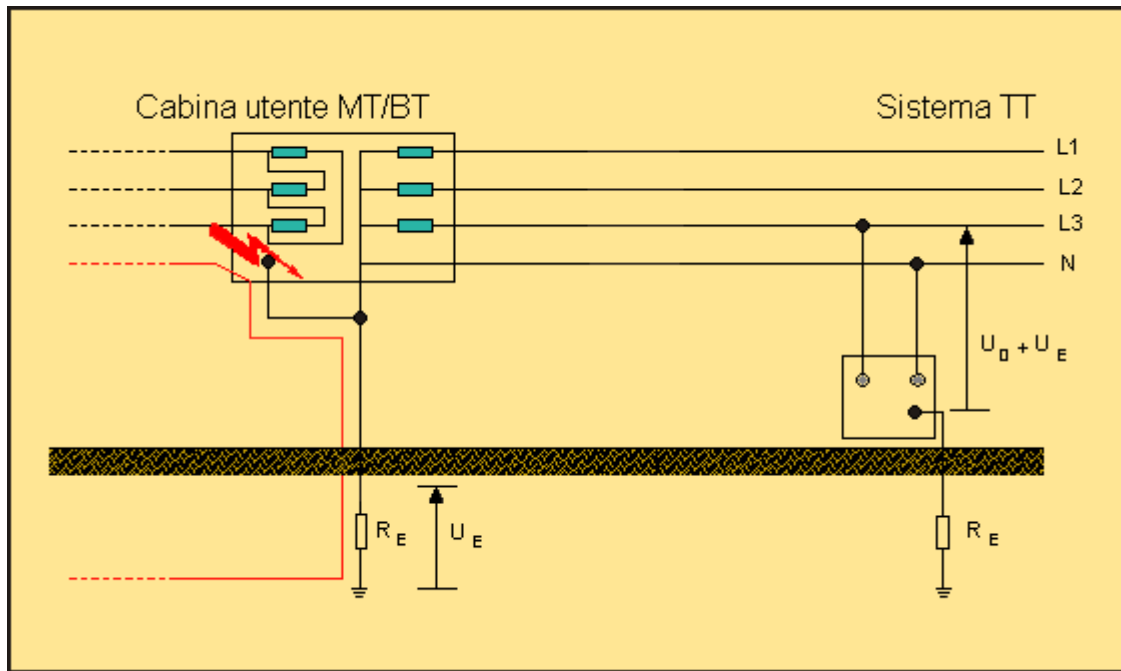 Cabina utente MT/BT
Sistema TT
L1
L2
L3
N
U0 + UE
RE
UE
RE